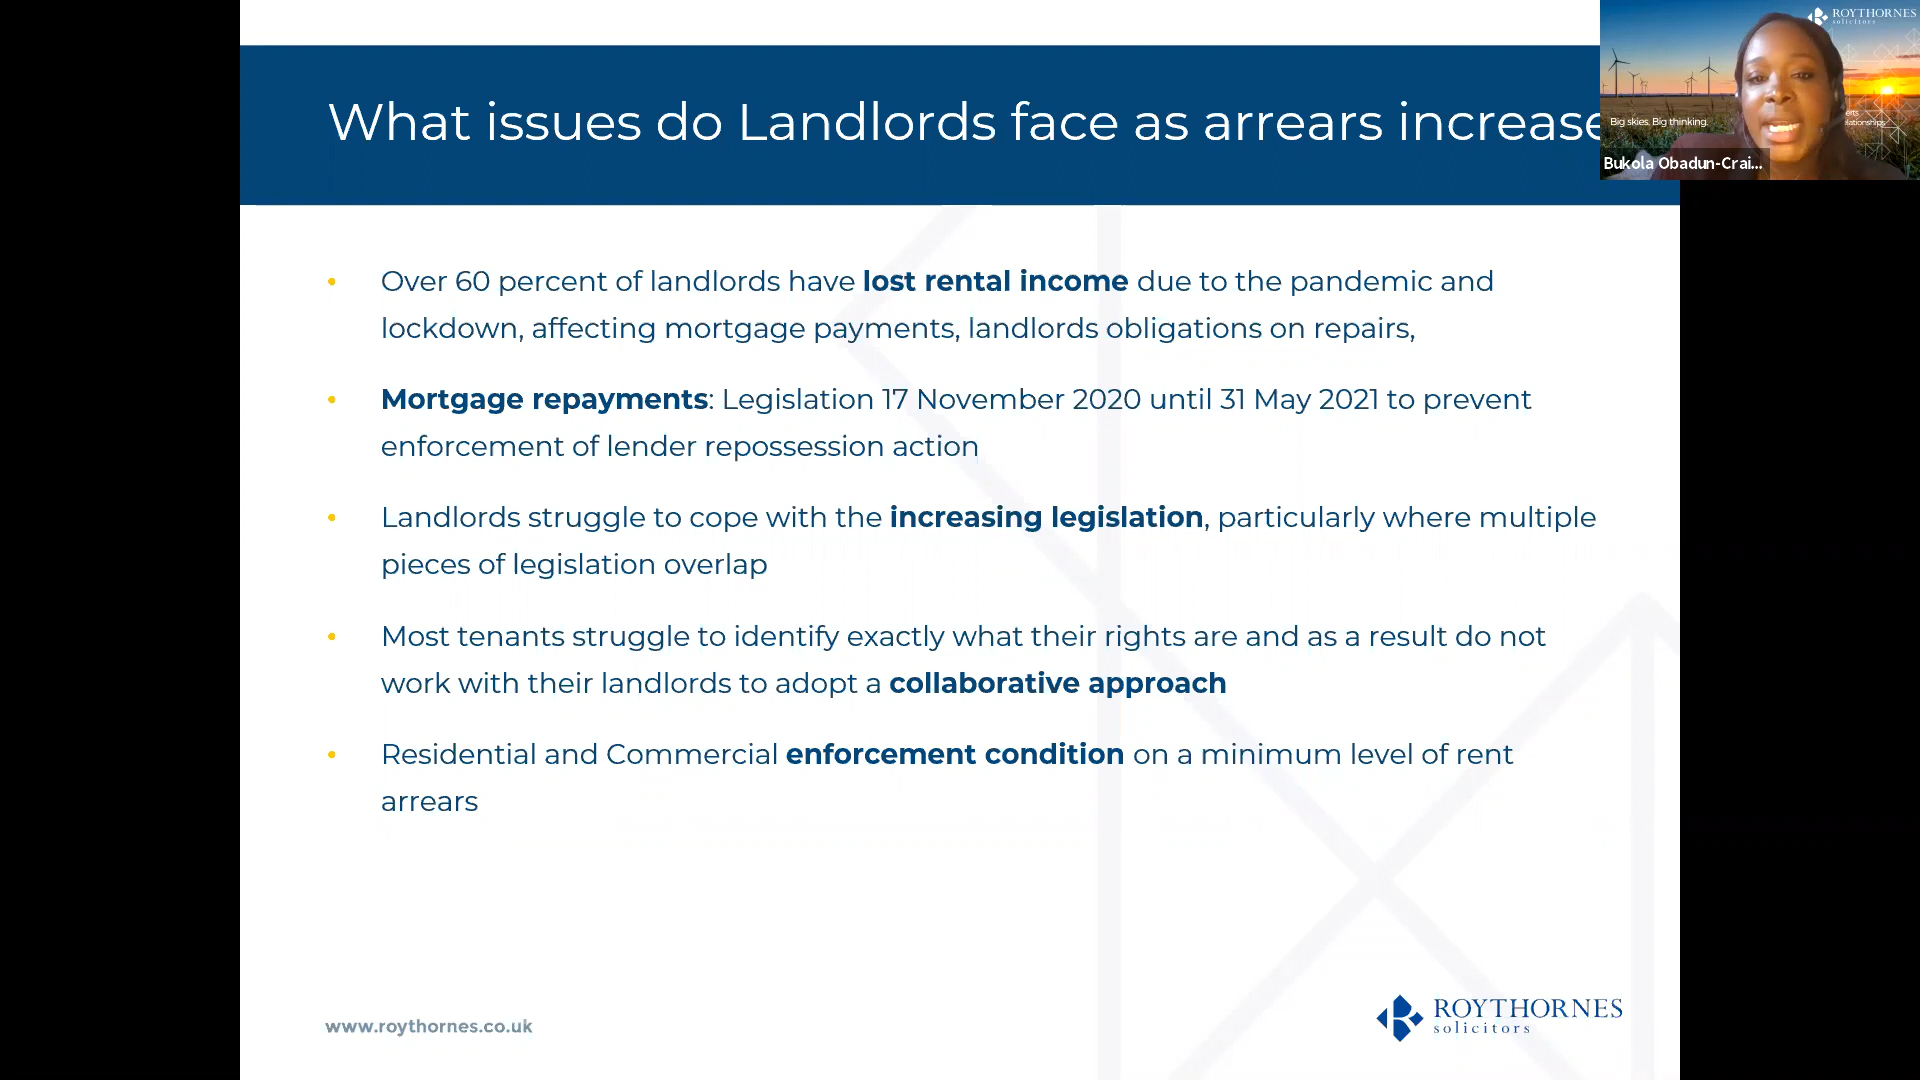 What issues do Landlords face as arrears increase
• Over 60 percent of landlords have lost rental income due to the pandemic and
lockdown, affecting mortgage payments, landlords obligations on repairs,
• Mortgage repayments: Legislation 17 November 2020 until 31 May 2021 to prevent
enforcement of lender repossession action
• Landlords struggle to cope with the increasing legislation, particularly where multiple
pieces of legislation overlap
• Most tenants struggle to identify exactly what their rights are and as a result do not
work with their landlords to adopt a collaborative approach
• Residential and Commercial enforcement condition on a minimum level of rent
arrears
www.roythornes.co.uk
ROYTHORNES
solicitors
ROYTHORNES
solicitors
Big skies. Big thinking.
Bukola Obadun-Crai...